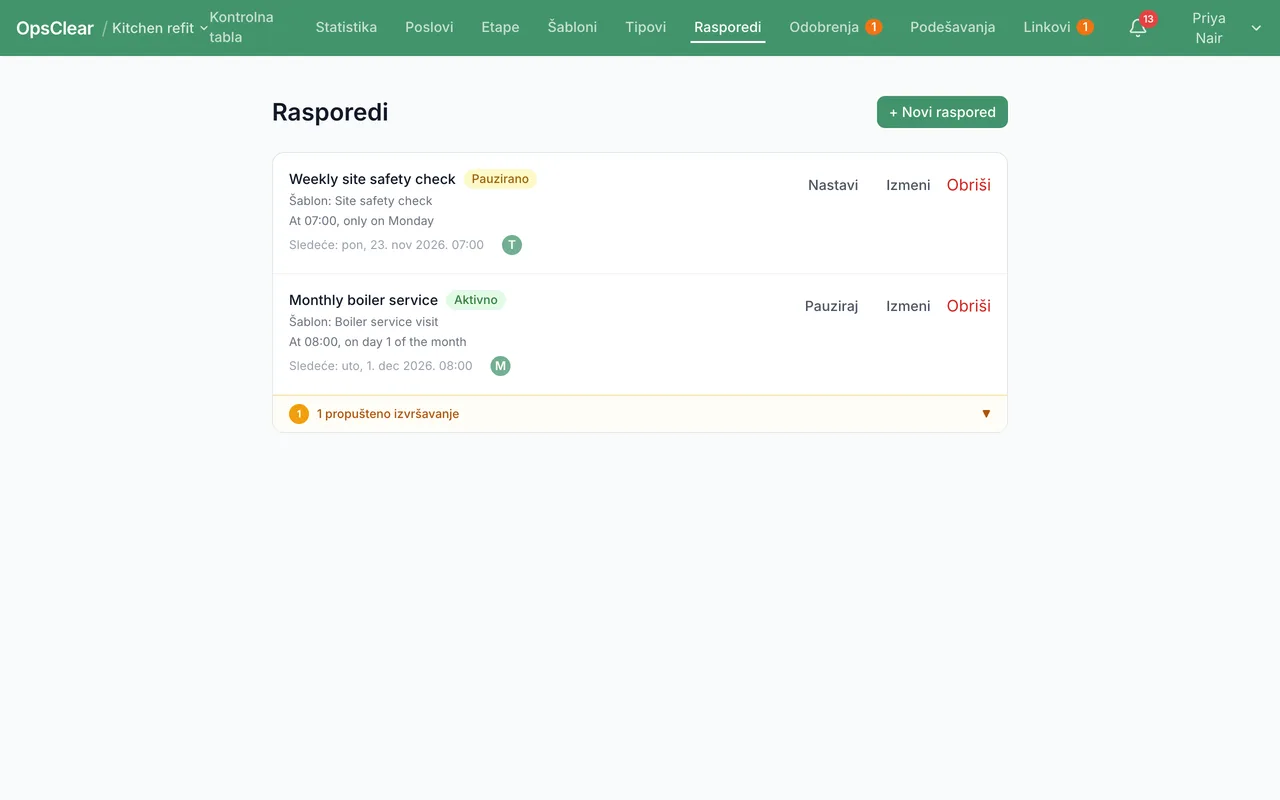 OpsClear / Kitchen refit
Kontrolna tabla
Statistika
Poslovi
Etape
Šabloni
Tipovi
Rasporedi
Odobrenja 1
Podešavanja
Linkovi 1
13
Priya Nair
Rasporedi
+ Novi raspored
Weekly site safety check Pauzirano
Nastavi Izmeni Obriši
Šablon: Site safety check
At 07:00, only on Monday
Sledeće: pon, 23. nov 2026. 07:00 T
Monthly boiler service Aktivno
Pauziraj Izmeni Obriši
Šablon: Boiler service visit
At 08:00, on day 1 of the month
Sledeće: uto, 1. dec 2026. 08:00 M
1 1 propušteno izvršavanje ▼